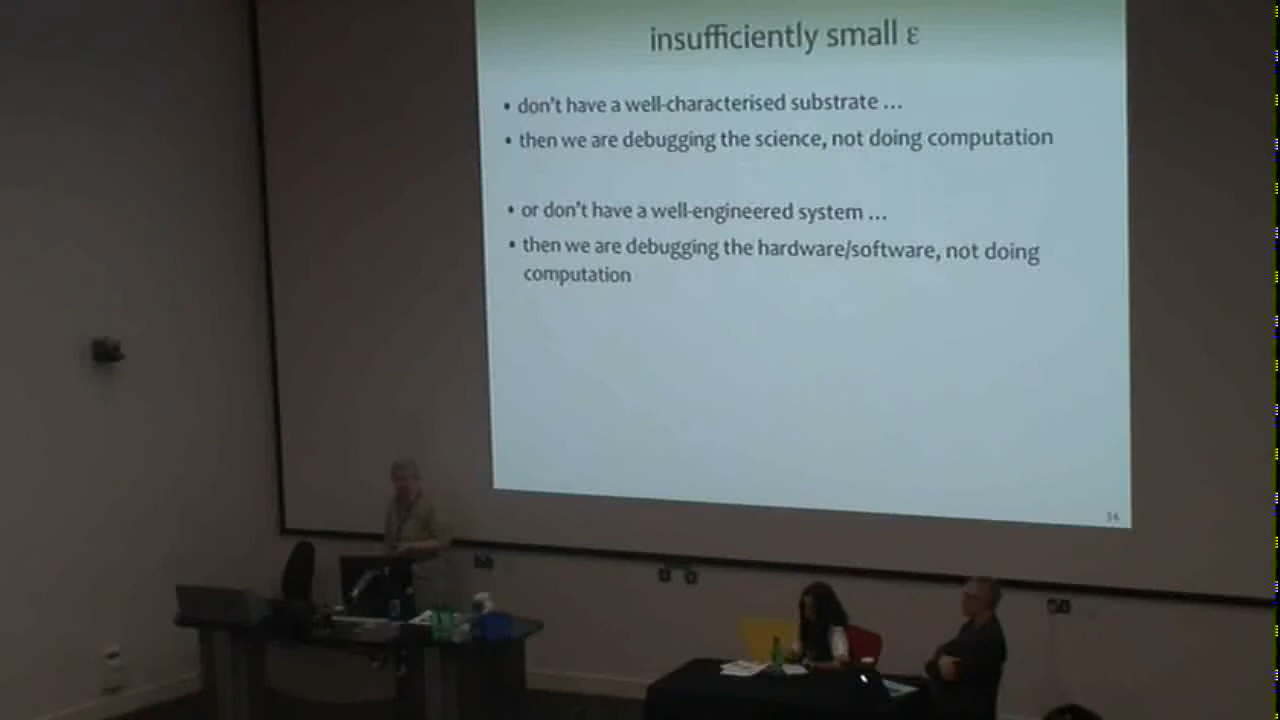 insufficiently small ε
• don't have a well-characterised substrate …
• then we are debugging the science, not doing computation
• or don't have a well-engineered system …
• then we are debugging the hardware/software, not doing
computation